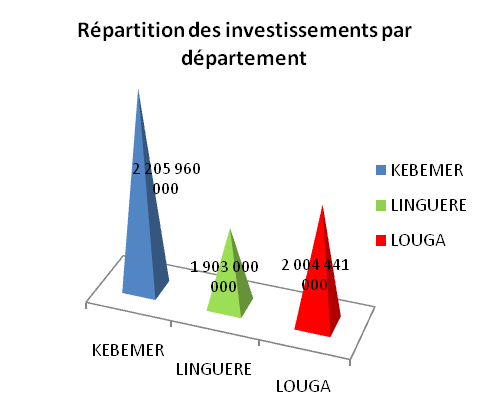 Répartition des investissements par
département
2 205 960
000
1 903 000
000
2 004 441
000
KEBEMER
LINGUERE
LOUGA
KEBEMER
LINGUERE
LOUGA